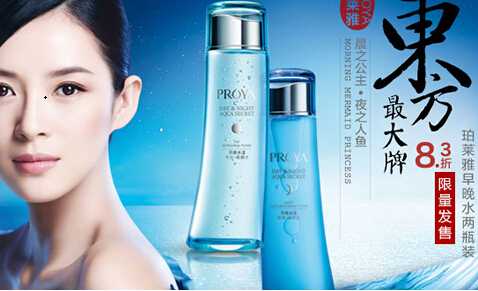 莱雅
OYA
晨之公主·夜之人鱼
MORNING MERMAID PRINCESS
東方
最大牌
8.3折
限量发售
珀莱雅早晚水两瓶装
PROYA
DAY & NIGHT
AQUA SECRET
PROYA
DAY & NIGHT
AQUA SECRET